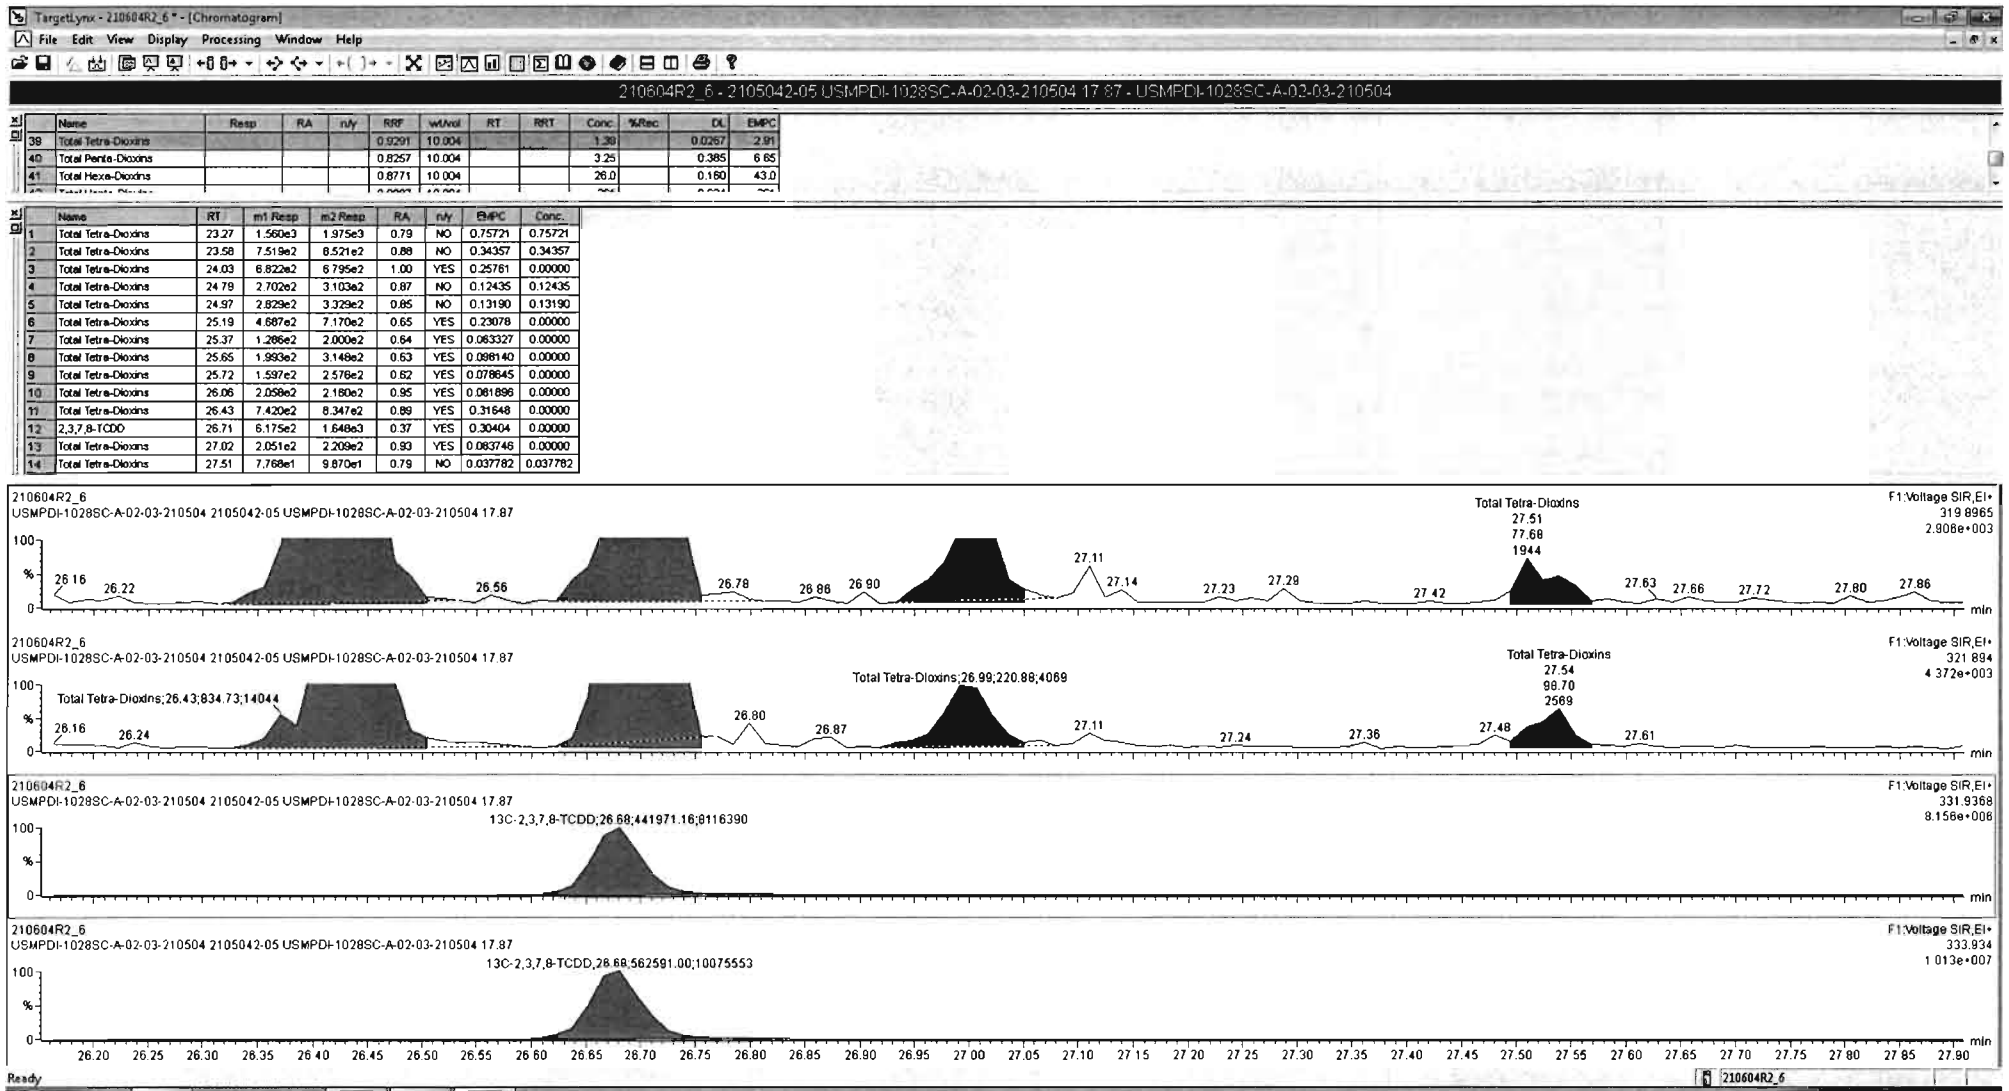 TargetLynx - 210604R2_6 * - [Chromatogram]
File Edit View Display Processing Window Help
210604R2_6 - 2105042-05 USMPDI-1028SC-A-02-03-210504 17.87 - USMPDI-1028SC-A-02-03-210504
Name Resp RA n/y RRF wt/vol RT RRT Conc. %Rec DL EMPC
39 Total Tetra-Dioxins 0.9291 10.004 1.39 0.0267 2.91
40 Total Penta-Dioxins 0.8257 10.004 3.25 0.385 6.65
41 Total Hexa-Dioxins 0.8771 10.004 26.0 0.160 43.0
Name RT m1 Resp m2 Resp RA n/y EMPC Conc.
1 Total Tetra-Dioxins 23.27 1.560e3 1.975e3 0.79 NO 0.75721 0.75721
2 Total Tetra-Dioxins 23.58 7.519e2 8.521e2 0.88 NO 0.34357 0.34357
3 Total Tetra-Dioxins 24.03 6.822e2 6.795e2 1.00 YES 0.25761 0.00000
4 Total Tetra-Dioxins 24.79 2.702e2 3.103e2 0.87 NO 0.12435 0.12435
5 Total Tetra-Dioxins 24.97 2.829e2 3.329e2 0.85 NO 0.13190 0.13190
6 Total Tetra-Dioxins 25.19 4.687e2 7.170e2 0.65 YES 0.23078 0.00000
7 Total Tetra-Dioxins 25.37 1.286e2 2.000e2 0.64 YES 0.063327 0.00000
8 Total Tetra-Dioxins 25.65 1.993e2 3.148e2 0.63 YES 0.098140 0.00000
9 Total Tetra-Dioxins 25.72 1.597e2 2.576e2 0.62 YES 0.078645 0.00000
10 Total Tetra-Dioxins 26.06 2.058e2 2.160e2 0.95 YES 0.081896 0.00000
11 Total Tetra-Dioxins 26.43 7.420e2 8.347e2 0.89 YES 0.31648 0.00000
12 2,3,7,8-TCDD 26.71 6.175e2 1.648e3 0.37 YES 0.30404 0.00000
13 Total Tetra-Dioxins 27.02 2.051e2 2.209e2 0.93 YES 0.083746 0.00000
14 Total Tetra-Dioxins 27.51 7.768e1 9.870e1 0.79 NO 0.037782 0.037782
210604R2_6
USMPDI-1028SC-A-02-03-210504 2105042-05 USMPDI-1028SC-A-02-03-210504 17.87
F1:Voltage SIR,EI+
319.8965
2.906e+003
Total Tetra-Dioxins
27.51
77.68
1944
100
%
0
26.16 26.22 26.56 26.78 26.86 26.90 27.11 27.14 27.23 27.29 27.42 27.63 27.66 27.72 27.80 27.86
min
210604R2_6
USMPDI-1028SC-A-02-03-210504 2105042-05 USMPDI-1028SC-A-02-03-210504 17.87
F1:Voltage SIR,EI+
321.894
4.372e+003
Total Tetra-Dioxins
27.54
98.70
2569
Total Tetra-Dioxins;26.43;834.73;14044
Total Tetra-Dioxins;26.99;220.88;4069
100
%
0
26.16 26.24 26.80 26.87 27.11 27.24 27.36 27.48 27.61
min
210604R2_6
USMPDI-1028SC-A-02-03-210504 2105042-05 USMPDI-1028SC-A-02-03-210504 17.87
F1:Voltage SIR,EI+
331.9368
8.156e+006
13C-2,3,7,8-TCDD;26.68;441971.16;8116390
100
%
0
min
210604R2_6
USMPDI-1028SC-A-02-03-210504 2105042-05 USMPDI-1028SC-A-02-03-210504 17.87
F1:Voltage SIR,EI+
333.934
1.013e+007
13C-2,3,7,8-TCDD;26.68;562591.00;10075553
100
%
0
min
26.20 26.25 26.30 26.35 26.40 26.45 26.50 26.55 26.60 26.65 26.70 26.75 26.80 26.85 26.90 26.95 27.00 27.05 27.10 27.15 27.20 27.25 27.30 27.35 27.40 27.45 27.50 27.55 27.60 27.65 27.70 27.75 27.80 27.85 27.90
Ready
210604R2_6